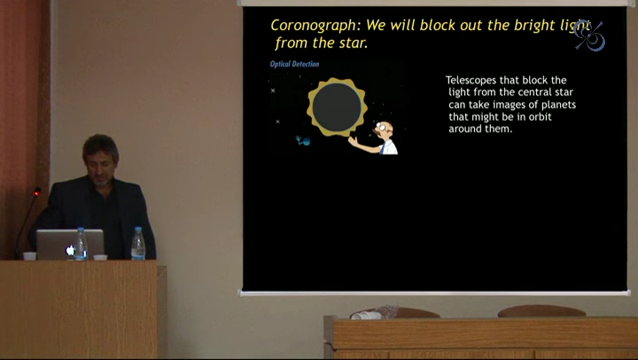 Coronograph: We will block out the bright light
from the star.
Optical Detection
Telescopes that block the
light from the central star
can take images of planets
that might be in orbit
around them.